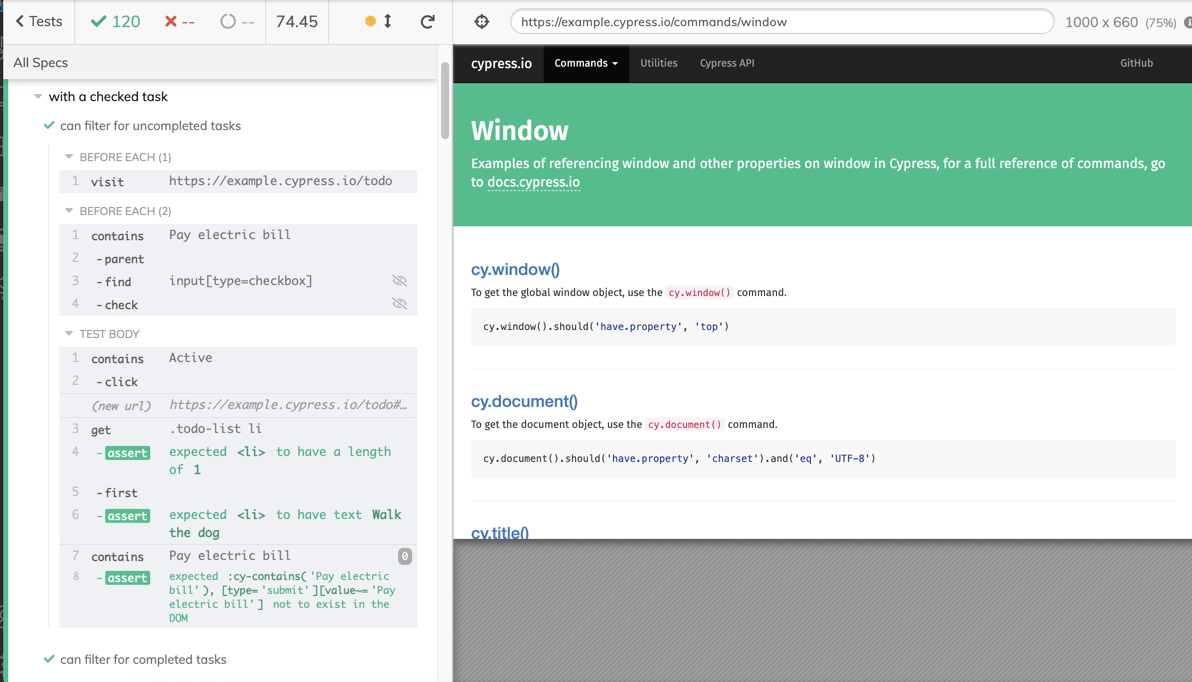 Tests
120
--
--
74.45
https://example.cypress.io/commands/window
1000 x 660 (75%)
All Specs
with a checked task
can filter for uncompleted tasks
BEFORE EACH (1)
1 visit https://example.cypress.io/todo
BEFORE EACH (2)
1 contains Pay electric bill
2 -parent
3 -find input[type=checkbox]
4 -check
TEST BODY
1 contains Active
2 -click
(new url) https://example.cypress.io/todo#…
3 get .todo-list li
4 -assert expected <li> to have a length
of 1
5 -first
6 -assert expected <li> to have text Walk
the dog
7 contains Pay electric bill 0
8 -assert expected :cy-contains('Pay electric
bill'), [type='submit'][value~='Pay
electric bill'] not to exist in the
DOM
can filter for completed tasks
cypress.io Commands Utilities Cypress API GitHub
Window
Examples of referencing window and other properties on window in Cypress, for a full reference of commands, go
to docs.cypress.io
cy.window()
To get the global window object, use the cy.window() command.
cy.window().should('have.property', 'top')
cy.document()
To get the document object, use the cy.document() command.
cy.document().should('have.property', 'charset').and('eq', 'UTF-8')
cy.title()